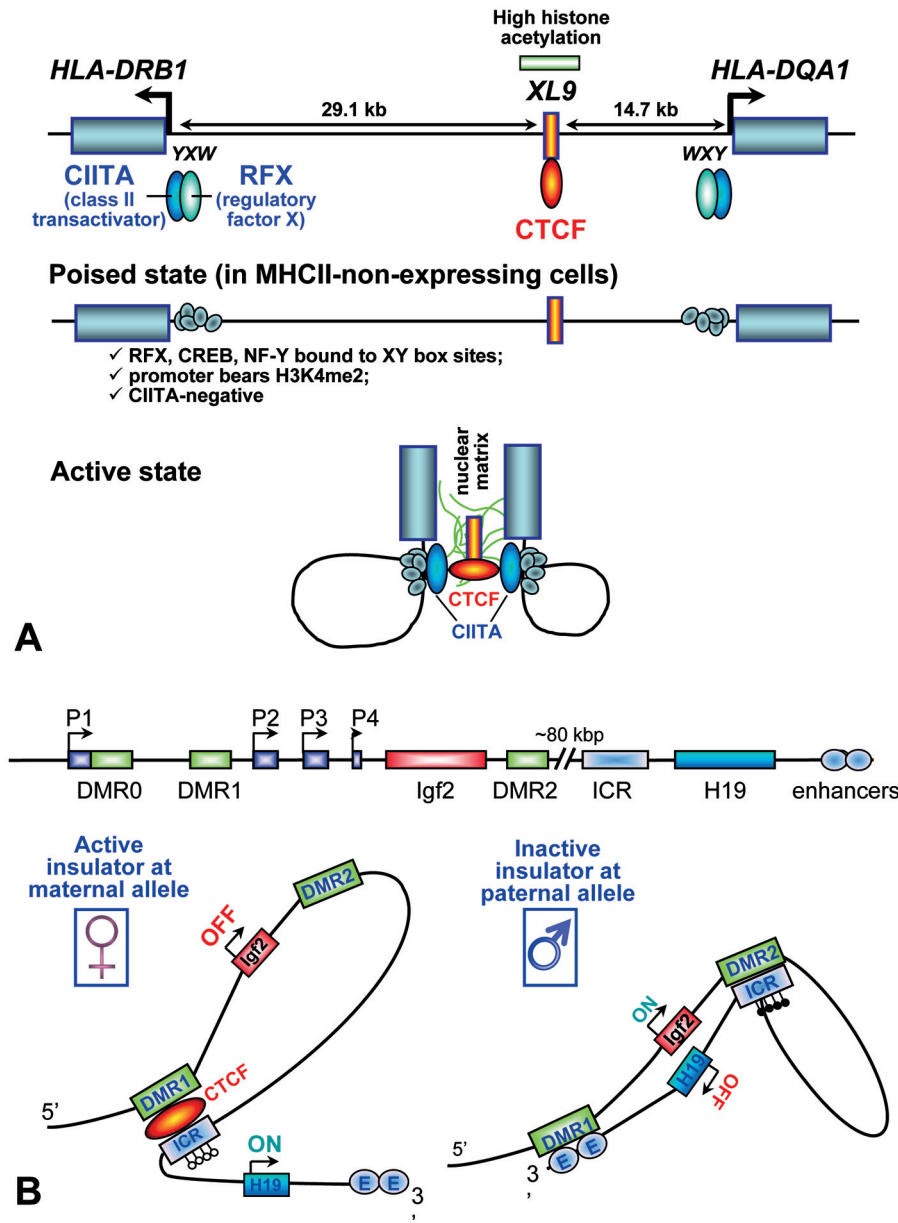 High histone
acetylation
HLA-DRB1
XL9
HLA-DQA1
29.1 kb
14.7 kb
YXW
WXY
CIITA
(class II
transactivator)
RFX
(regulatory
factor X)
CTCF
Poised state (in MHCII-non-expressing cells)
✓ RFX, CREB, NF-Y bound to XY box sites;
✓ promoter bears H3K4me2;
✓ CIITA-negative
Active state
nuclear
matrix
CTCF
CIITA
A
P1
P2
P3
P4
~80 kbp
DMR0
DMR1
Igf2
DMR2
ICR
H19
enhancers
Active
insulator at
maternal allele
OFF
Igf2
DMR2
DMR1
CTCF
ICR
5’
ON
H19
E
E
3
’
Inactive
insulator at
paternal allele
DMR2
ICR
ON
Igf2
H19
OFF
DMR1
E
E
5’
3
’
B